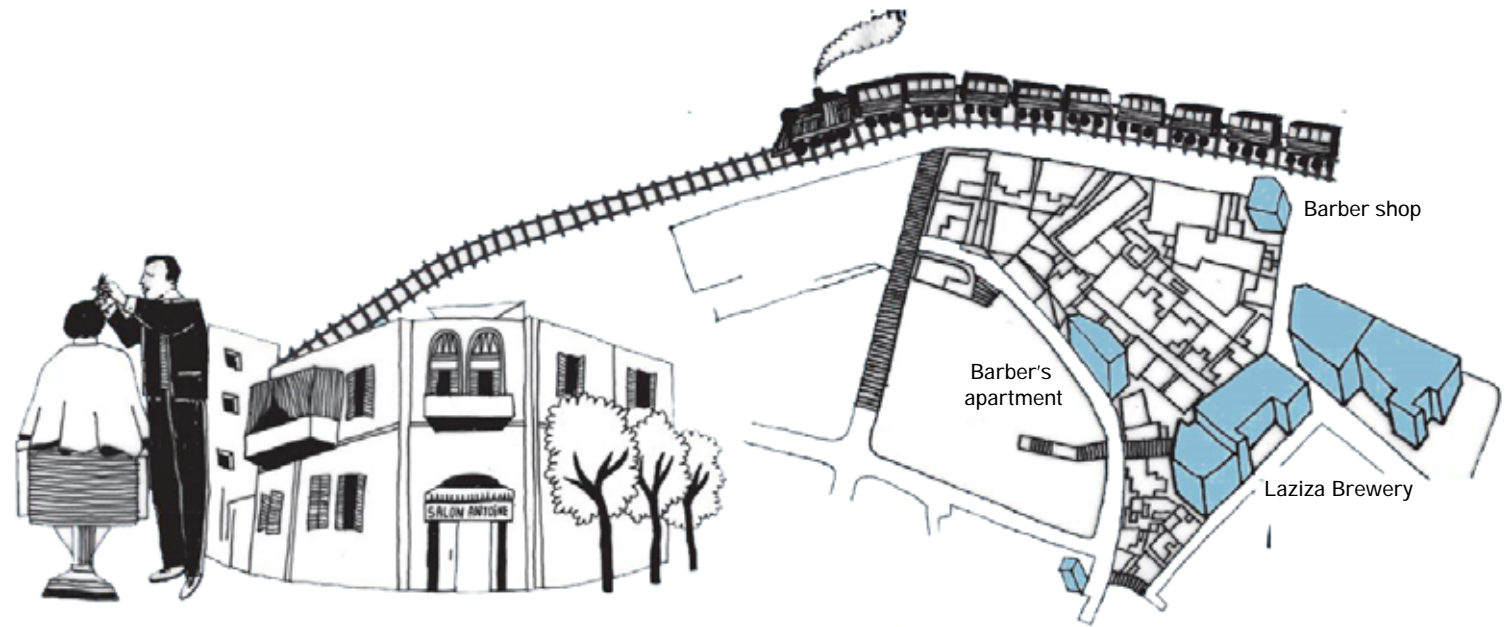 Barber shop
Barber's
apartment
SALON ANTOINE
Laziza Brewery